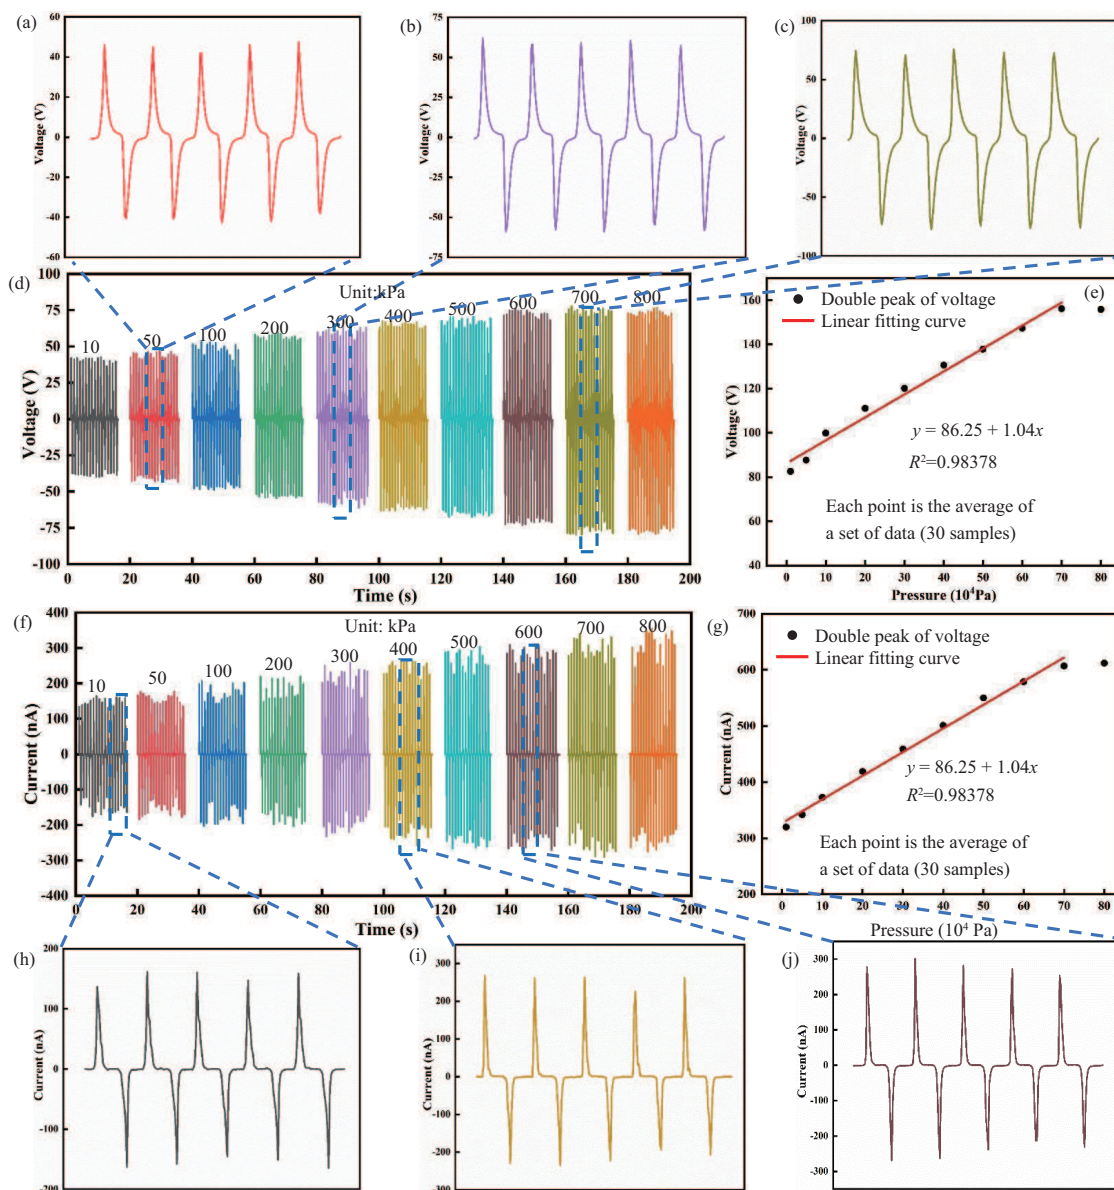 (a)
60
40
20
0
-20
-40
-60
Voltage (V)
(b)
75
50
25
0
-25
-50
-75
Voltage (V)
(c)
100
50
0
-50
-100
Voltage (V)
(d)
Unit:kPa
10 50 100 200 300 400 500 600 700 800
100
75
50
25
0
-25
-50
-75
-100
Voltage (V)
0 20 40 60 80 100 120 140 160 180 200
Time (s)
(e)
Double peak of voltage
Linear fitting curve
y = 86.25 + 1.04x
R²=0.98378
Each point is the average of
a set of data (30 samples)
160
140
120
100
80
60
40
Voltage (V)
0 10 20 30 40 50 60 70 80
Pressure (10⁴Pa)
(f)
Unit: kPa
10 50 100 200 300 400 500 600 700 800
400
300
200
100
0
-100
-200
-300
-400
Current (nA)
0 20 40 60 80 100 120 140 160 180 200
Time (s)
(g)
Double peak of voltage
Linear fitting curve
y = 86.25 + 1.04x
R²=0.98378
Each point is the average of
a set of data (30 samples)
700
600
500
400
300
200
Current (nA)
0 10 20 30 40 50 60 70 80
Pressure (10⁴ Pa)
(h)
200
100
0
-100
-200
Current (nA)
(i)
300
200
100
0
-100
-200
-300
Current (nA)
(j)
300
200
100
0
-100
-200
-300
Current (nA)